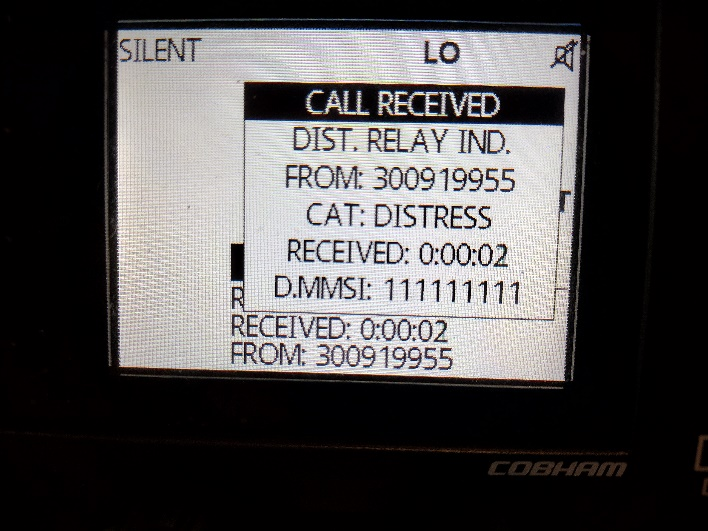 SILENT LO
CALL RECEIVED
DIST. RELAY IND.
FROM: 300919955
CAT: DISTRESS
RECEIVED: 0:00:02
D.MMSI: 111111111
RECEIVED: 0:00:02
FROM: 300919955
COBHAM